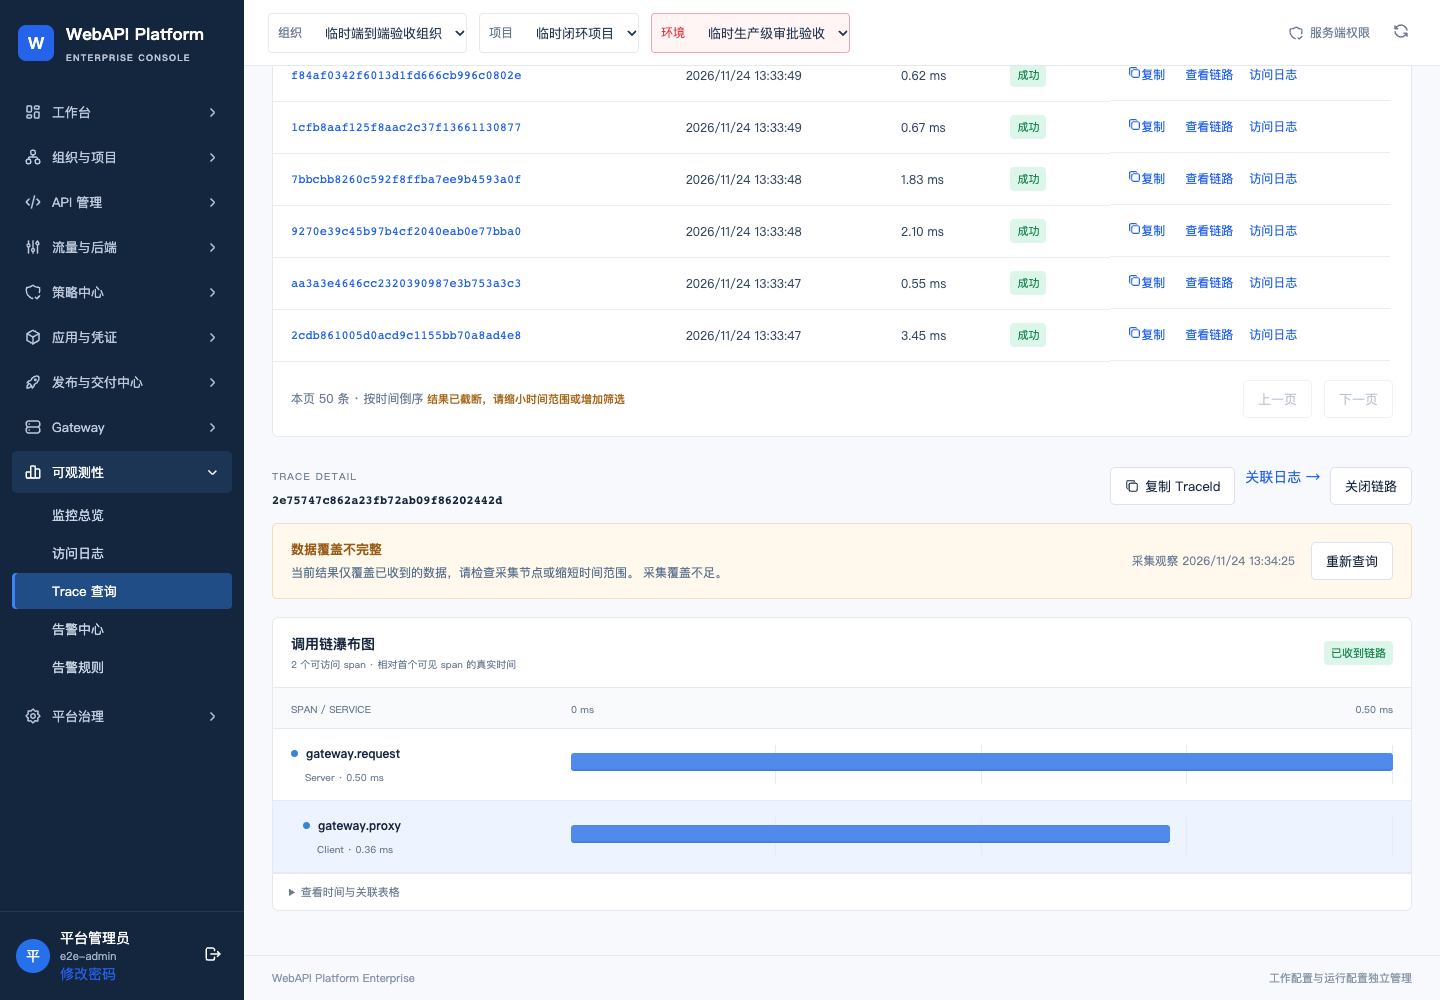 W
WebAPI Platform
ENTERPRISE CONSOLE
工作台
组织与项目
API 管理
流量与后端
策略中心
应用与凭证
发布与交付中心
Gateway
可观测性
监控总览
访问日志
Trace 查询
告警中心
告警规则
平台治理
平
平台管理员
e2e-admin
修改密码
组织 临时端到端验收组织 项目 临时闭环项目 环境 临时生产级审批验收 服务端权限
f84af0342f6013d1fd666cb996c0802e 2026/11/24 13:33:49 0.62 ms 成功 复制 查看链路 访问日志
1cfb8aaf125f8aac2c37f13661130877 2026/11/24 13:33:49 0.67 ms 成功 复制 查看链路 访问日志
7bbcbb8260c592f8ffba7ee9b4593a0f 2026/11/24 13:33:48 1.83 ms 成功 复制 查看链路 访问日志
9270e39c45b97b4cf2040eab0e77bba0 2026/11/24 13:33:48 2.10 ms 成功 复制 查看链路 访问日志
aa3a3e4646cc2320390987e3b753a3c3 2026/11/24 13:33:47 0.55 ms 成功 复制 查看链路 访问日志
2cdb861005d0acd9c1155bb70a8ad4e8 2026/11/24 13:33:47 3.45 ms 成功 复制 查看链路 访问日志
本页 50 条 · 按时间倒序 结果已截断，请缩小时间范围或增加筛选 上一页 下一页
TRACE DETAIL
2e75747c862a23fb72ab09f86202442d
复制 TraceId 关联日志 → 关闭链路
数据覆盖不完整
当前结果仅覆盖已收到的数据，请检查采集节点或缩短时间范围。 采集覆盖不足。
采集观察 2026/11/24 13:34:25 重新查询
调用链瀑布图
2 个可访问 span · 相对首个可见 span 的真实时间
已收到链路
SPAN / SERVICE 0 ms 0.50 ms
gateway.request
Server · 0.50 ms
gateway.proxy
Client · 0.36 ms
▶ 查看时间与关联表格
WebAPI Platform Enterprise 工作配置与运行配置独立管理